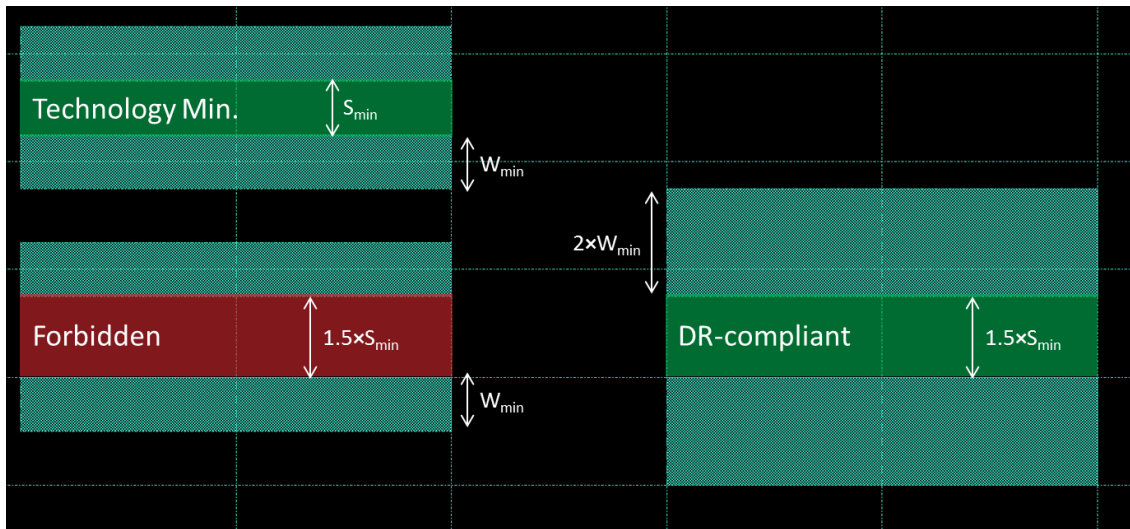 Technology Min.
Smin
Wmin
2×Wmin
Forbidden
1.5×Smin
DR-compliant
1.5×Smin
Wmin